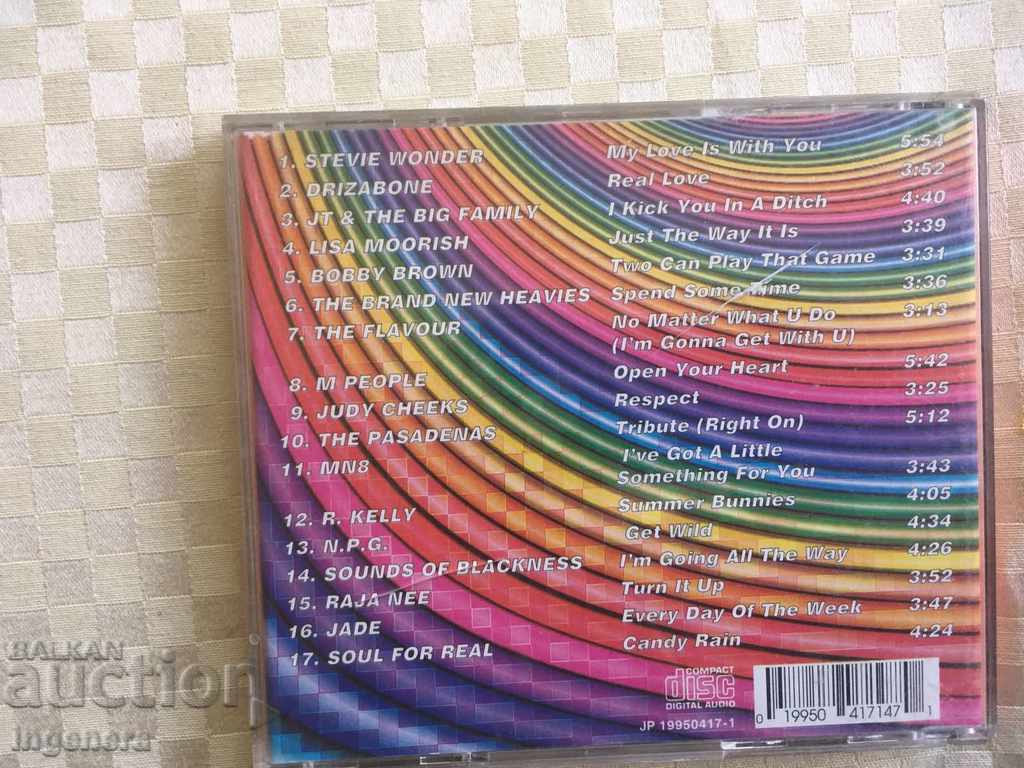 1. STEVIE WONDER My Love Is With You 5:54
2. DRIZABONE Real Love 3:52
3. JT & THE BIG FAMILY I Kick You In A Ditch 4:40
4. LISA MOORISH Just The Way It Is 3:39
5. BOBBY BROWN Two Can Play That Game 3:31
6. THE BRAND NEW HEAVIES Spend Some Time 3:36
7. THE FLAVOUR No Matter What U Do 3:13
(I'm Gonna Get With U)
8. M PEOPLE Open Your Heart 5:42
9. JUDY CHEEKS Respect 3:25
10. THE PASADENAS Tribute (Right On) 5:12
11. MN8 I've Got A Little
Something For You 3:43
12. R. KELLY Summer Bunnies 4:05
13. N.P.G. Get Wild 4:34
14. SOUNDS OF BLACKNESS I'm Going All The Way 4:26
15. RAJA NEE Turn It Up 3:52
16. JADE Every Day Of The Week 3:47
17. SOUL FOR REAL Candy Rain 4:24
COMPACT
disc
DIGITAL AUDIO
JP 19950417-1
0 19950 417147 1
BALKAN
auction
ingenera